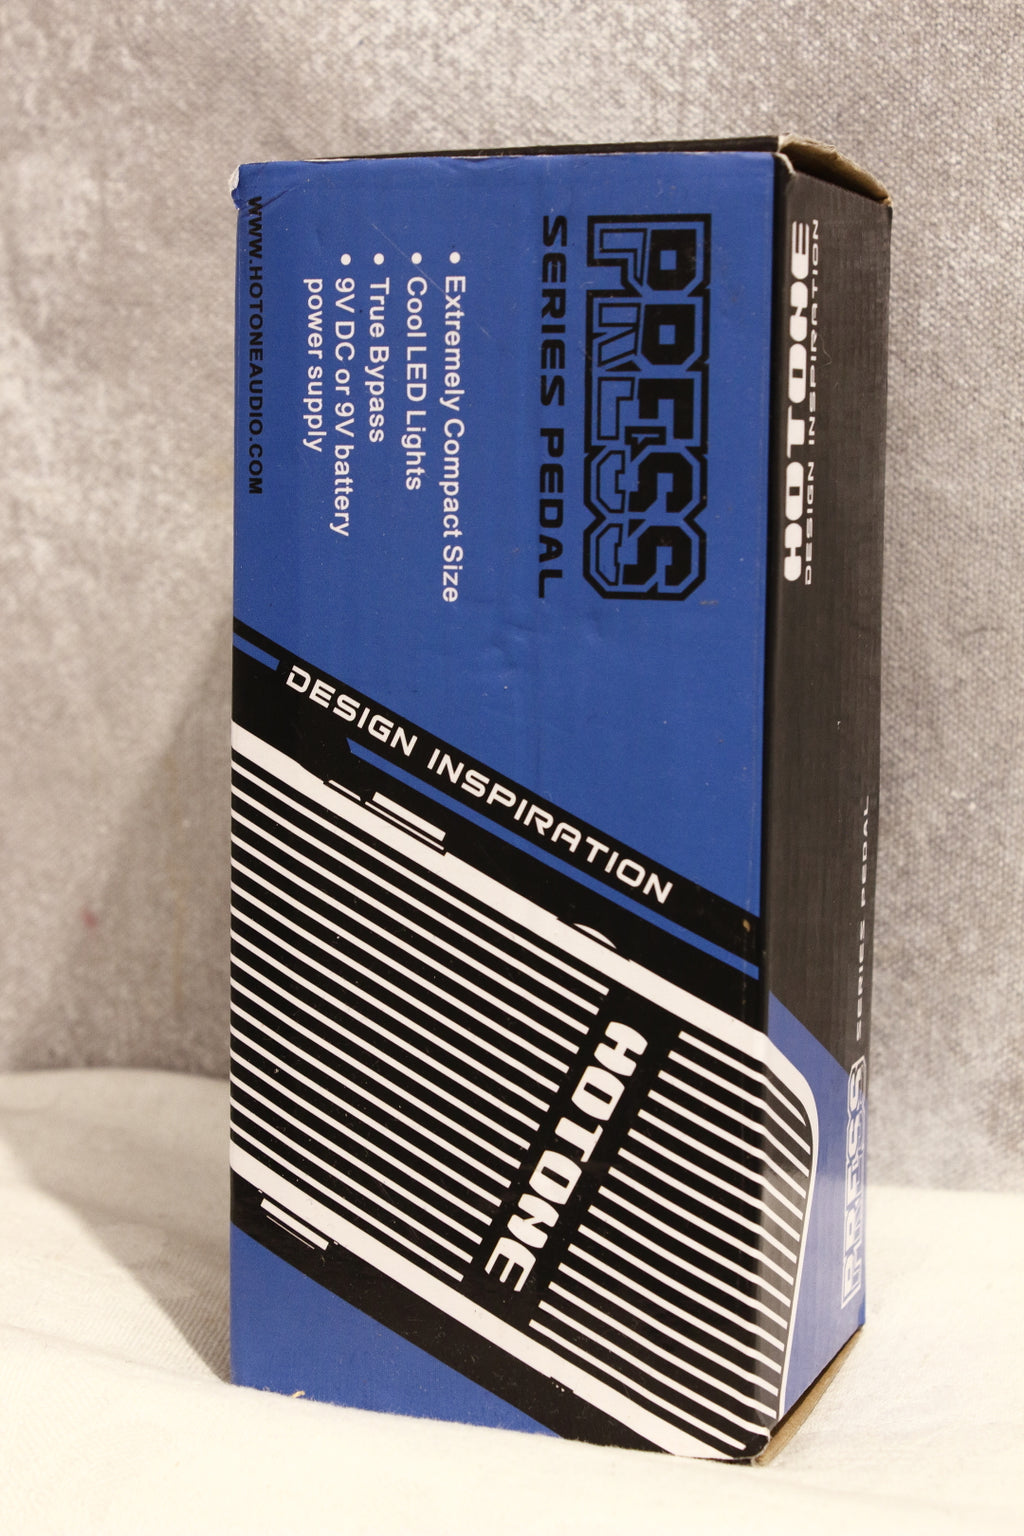 PRESS
SERIES PEDAL
• Extremely Compact Size
• Cool LED Lights
• True Bypass
• 9V DC or 9V battery
power supply
WWW.HOTONEAUDIO.COM
DESIGN INSPIRATION
HOTONE
HOTONE
DESIGN INSPIRATION
PRESS
SERIES PEDAL